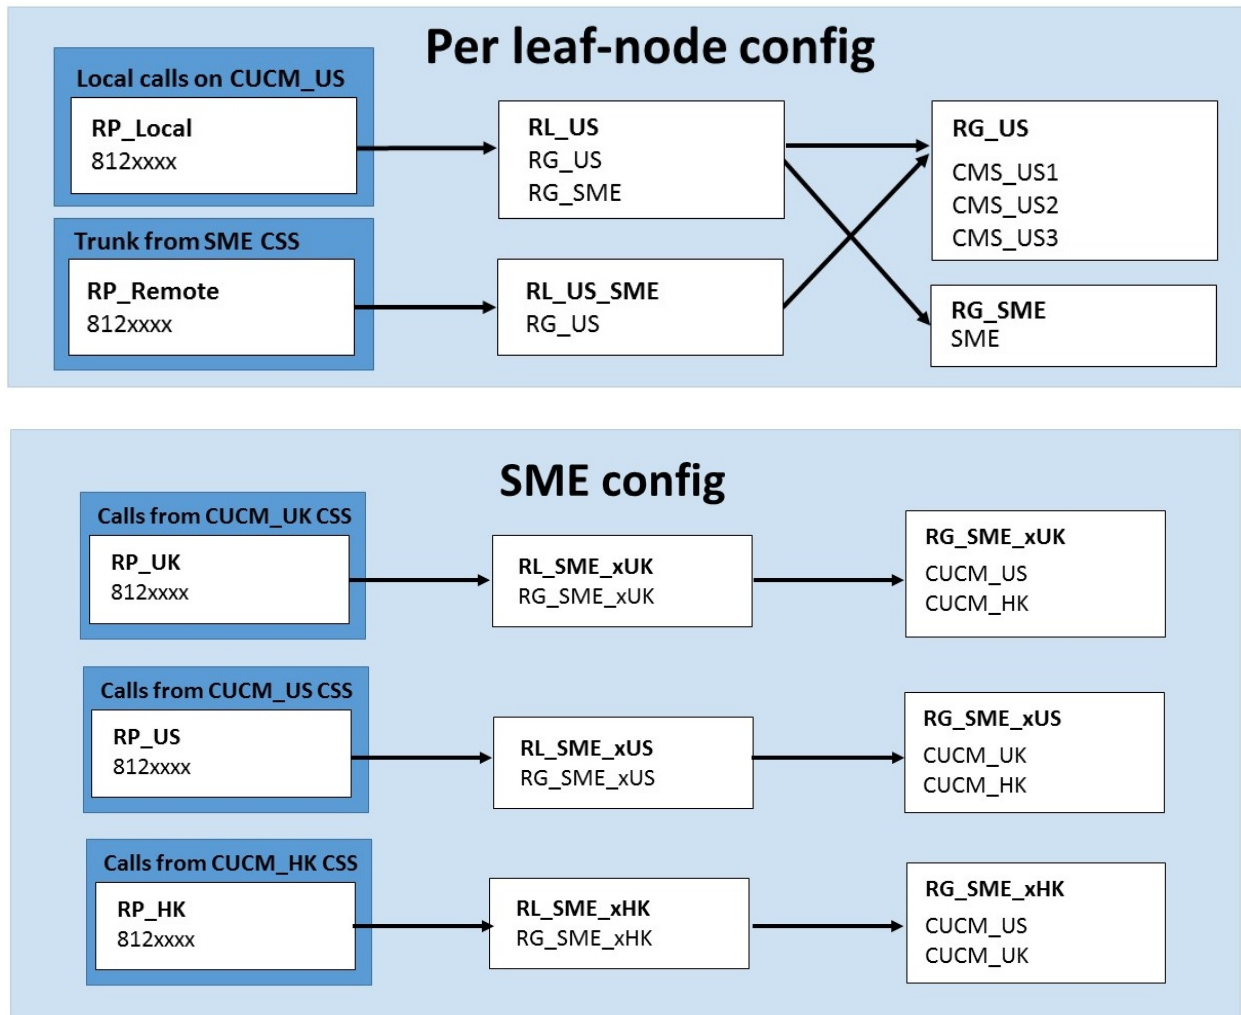 Per leaf-node config
Local calls on CUCM_US
RP_Local
812xxxx
RL_US
RG_US
RG_SME
RG_US
CMS_US1
CMS_US2
CMS_US3
Trunk from SME CSS
RP_Remote
812xxxx
RL_US_SME
RG_US
RG_SME
SME
SME config
Calls from CUCM_UK CSS
RP_UK
812xxxx
RL_SME_xUK
RG_SME_xUK
RG_SME_xUK
CUCM_US
CUCM_HK
Calls from CUCM_US CSS
RP_US
812xxxx
RL_SME_xUS
RG_SME_xUS
RG_SME_xUS
CUCM_UK
CUCM_HK
Calls from CUCM_HK CSS
RP_HK
812xxxx
RL_SME_xHK
RG_SME_xHK
RG_SME_xHK
CUCM_US
CUCM_UK